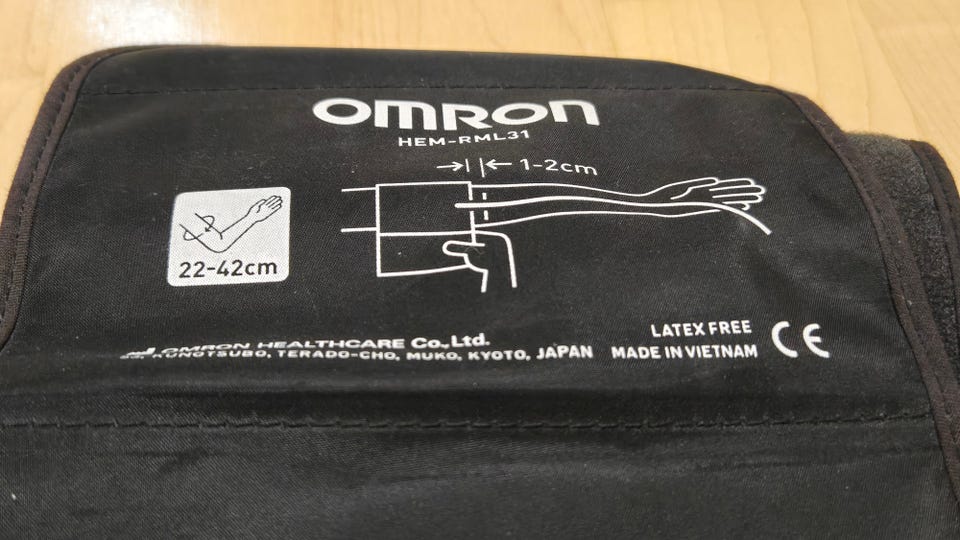 OMRON
HEM-RML31
1-2cm
22-42cm
OMRON HEALTHCARE Co., Ltd.
KUNOTSUBO, TERADO-CHO, MUKO, KYOTO, JAPAN
LATEX FREE
MADE IN VIETNAM
CE